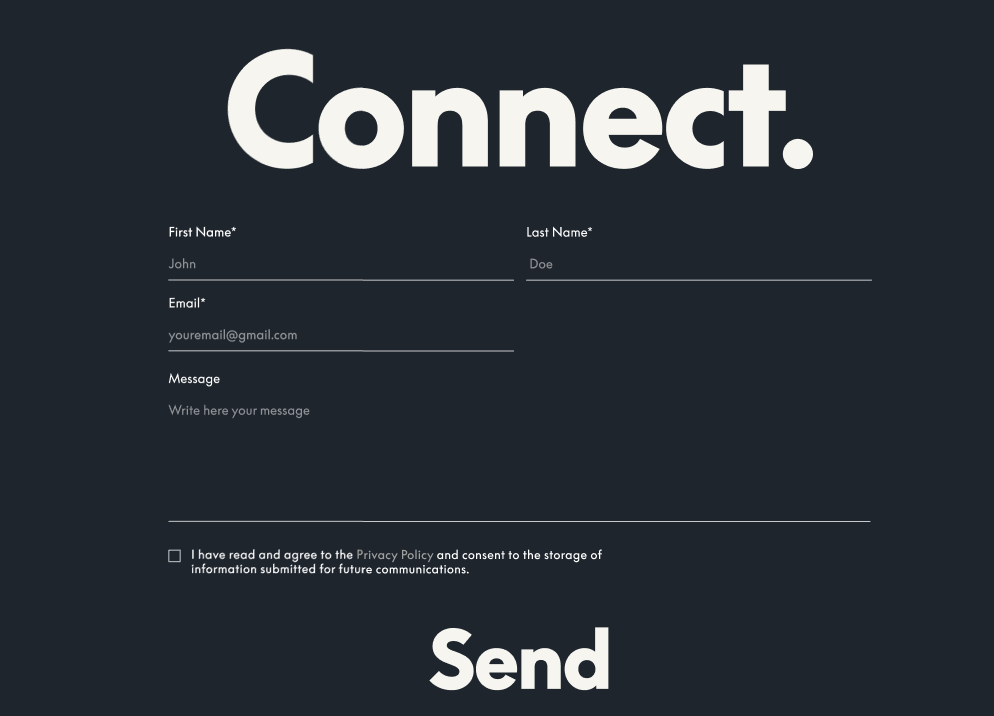 Connect.
First Name* Last Name*
John Doe
Email*
youremail@gmail.com
Message
Write here your message
I have read and agree to the Privacy Policy and consent to the storage of
information submitted for future communications.
Send